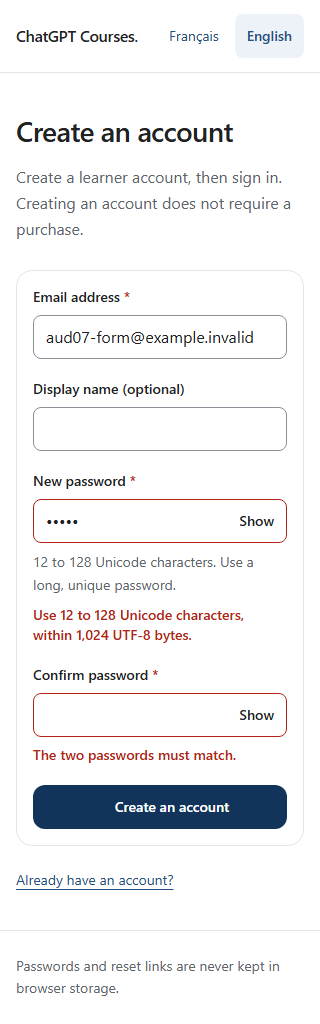 ChatGPT Courses.
Français
English
Create an account
Create a learner account, then sign in.
Creating an account does not require a
purchase.
Email address *
aud07-form@example.invalid
Display name (optional)
New password *
•••••
Show
12 to 128 Unicode characters. Use a
long, unique password.
Use 12 to 128 Unicode characters,
within 1,024 UTF-8 bytes.
Confirm password *
Show
The two passwords must match.
Create an account
Already have an account?
Passwords and reset links are never kept in
browser storage.